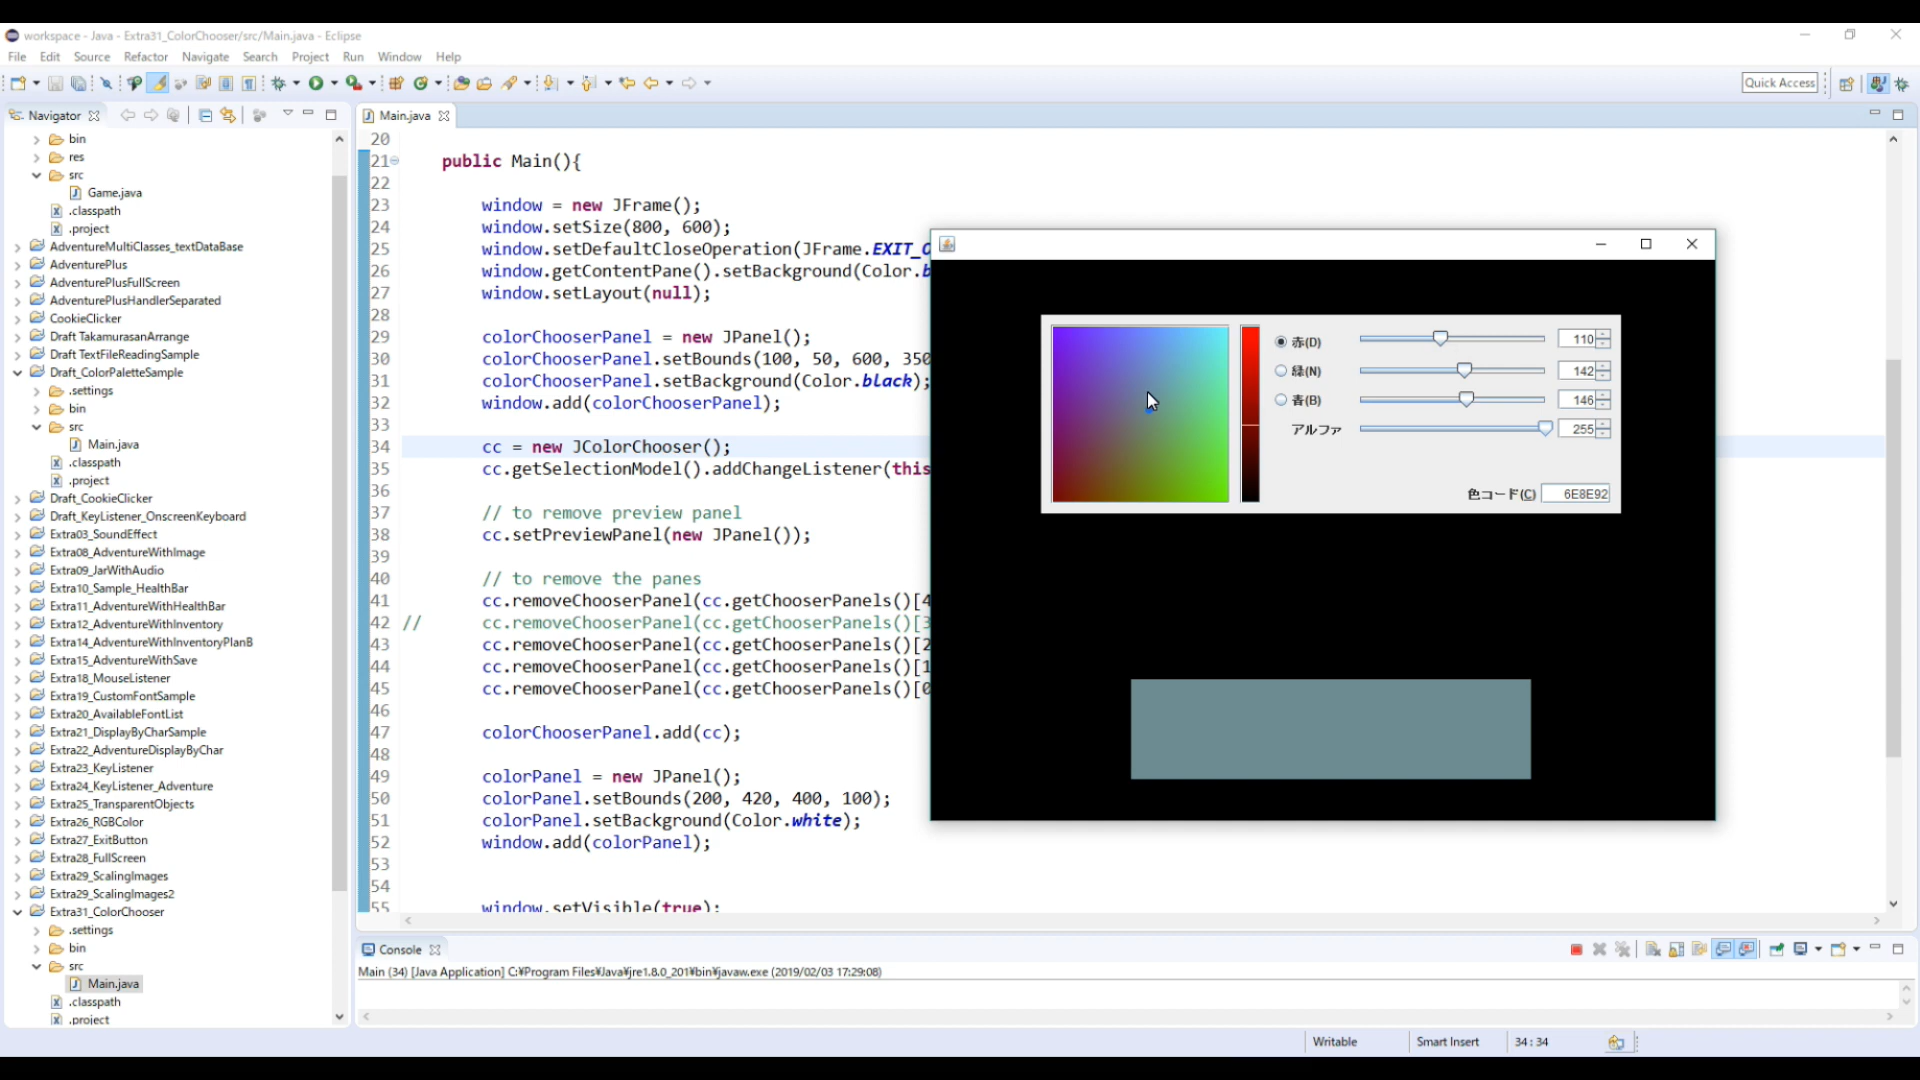 workspace - Java - Extra31_ColorChooser/src/Main.java - Eclipse
File Edit Source Refactor Navigate Search Project Run Window Help
Quick Access
Navigator
bin
res
src
Game.java
.classpath
.project
AdventureMultiClasses_textDataBase
AdventurePlus
AdventurePlusFullScreen
AdventurePlusHandlerSeparated
CookieClicker
Draft TakamurasanArrange
Draft TextFileReadingSample
Draft_ColorPaletteSample
.settings
bin
src
Main.java
.classpath
.project
Draft_CookieClicker
Draft_KeyListener_OnscreenKeyboard
Extra03_SoundEffect
Extra08_AdventureWithImage
Extra09_JarWithAudio
Extra10_Sample_HealthBar
Extra11_AdventureWithHealthBar
Extra12_AdventureWithInventory
Extra14_AdventureWithInventoryPlanB
Extra15_AdventureWithSave
Extra18_MouseListener
Extra19_CustomFontSample
Extra20_AvailableFontList
Extra21_DisplayByCharSample
Extra22_AdventureDisplayByChar
Extra23_KeyListener
Extra24_KeyListener_Adventure
Extra25_TransparentObjects
Extra26_RGBColor
Extra27_ExitButton
Extra28_FullScreen
Extra29_ScalingImages
Extra29_ScalingImages2
Extra31_ColorChooser
.settings
bin
src
Main.java
.classpath
.project
Main.java
20
21 public Main(){
22
23 window = new JFrame();
24 window.setSize(800, 600);
25 window.setDefaultCloseOperation(JFrame.EXIT_O
26 window.getContentPane().setBackground(Color.b
27 window.setLayout(null);
28
29 colorChooserPanel = new JPanel();
30 colorChooserPanel.setBounds(100, 50, 600, 350
31 colorChooserPanel.setBackground(Color.black);
32 window.add(colorChooserPanel);
33
34 cc = new JColorChooser();
35 cc.getSelectionModel().addChangeListener(this
36
37 // to remove preview panel
38 cc.setPreviewPanel(new JPanel());
39
40 // to remove the panes
41 cc.removeChooserPanel(cc.getChooserPanels()[4
42 // cc.removeChooserPanel(cc.getChooserPanels()[3
43 cc.removeChooserPanel(cc.getChooserPanels()[2
44 cc.removeChooserPanel(cc.getChooserPanels()[1
45 cc.removeChooserPanel(cc.getChooserPanels()[0
46
47 colorChooserPanel.add(cc);
48
49 colorPanel = new JPanel();
50 colorPanel.setBounds(200, 420, 400, 100);
51 colorPanel.setBackground(Color.white);
52 window.add(colorPanel);
53
54
55 window.setVisible(true);
赤(D) 110
緑(N) 142
青(B) 146
アルファ 255
色コード(C) 6E8E92
Console
Main (34) [Java Application] C:¥Program Files¥Java¥jre1.8.0_201¥bin¥javaw.exe (2019/02/03 17:29:08)
Writable Smart Insert 34 : 34